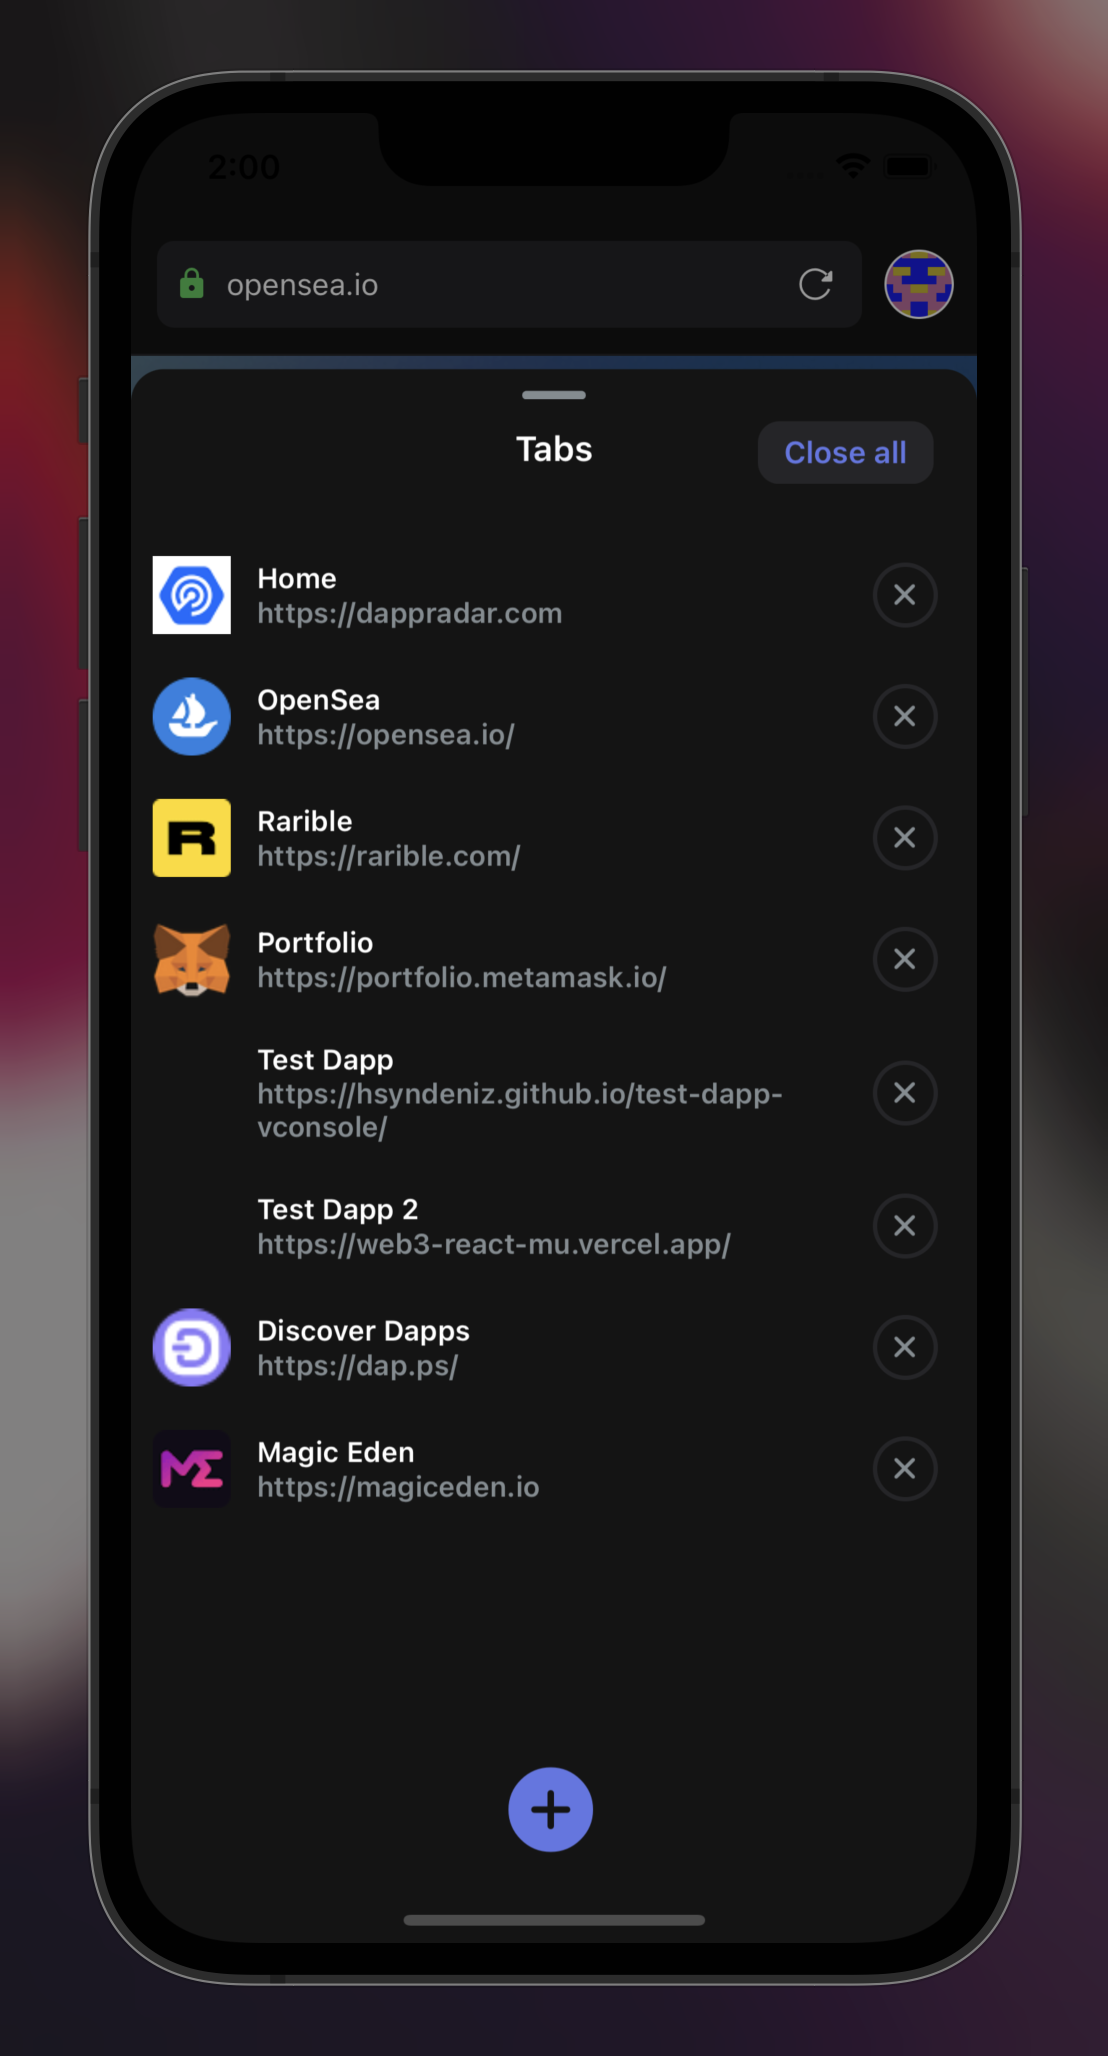 2:00
opensea.io
Tabs
Close all
Home
https://dappradar.com
OpenSea
https://opensea.io/
R
Rarible
https://rarible.com/
Portfolio
https://portfolio.metamask.io/
Test Dapp
https://hsyndeniz.github.io/test-dapp-
vconsole/
Test Dapp 2
https://web3-react-mu.vercel.app/
Discover Dapps
https://dap.ps/
ME
Magic Eden
https://magiceden.io